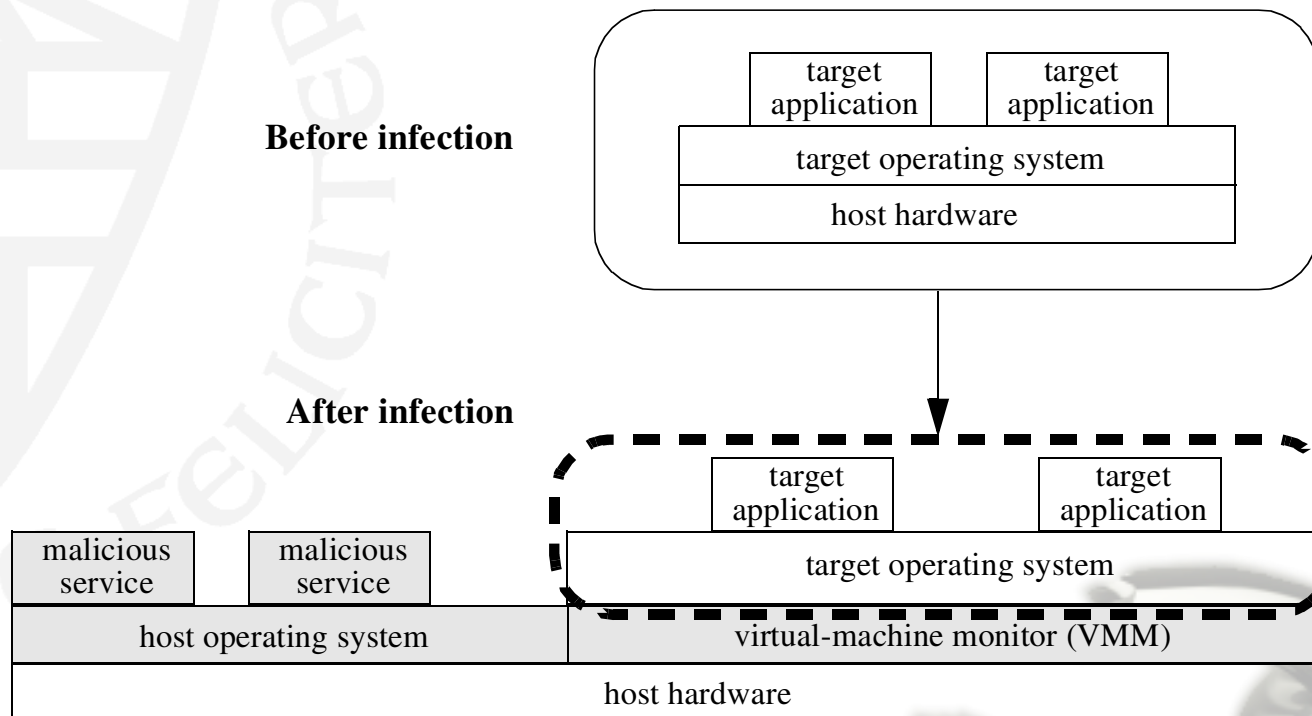 target
application
target
application
Before infection
target operating system
host hardware
After infection
target
application
target
application
malicious
service
malicious
service
target operating system
host operating system
virtual-machine monitor (VMM)
host hardware
FELICITER